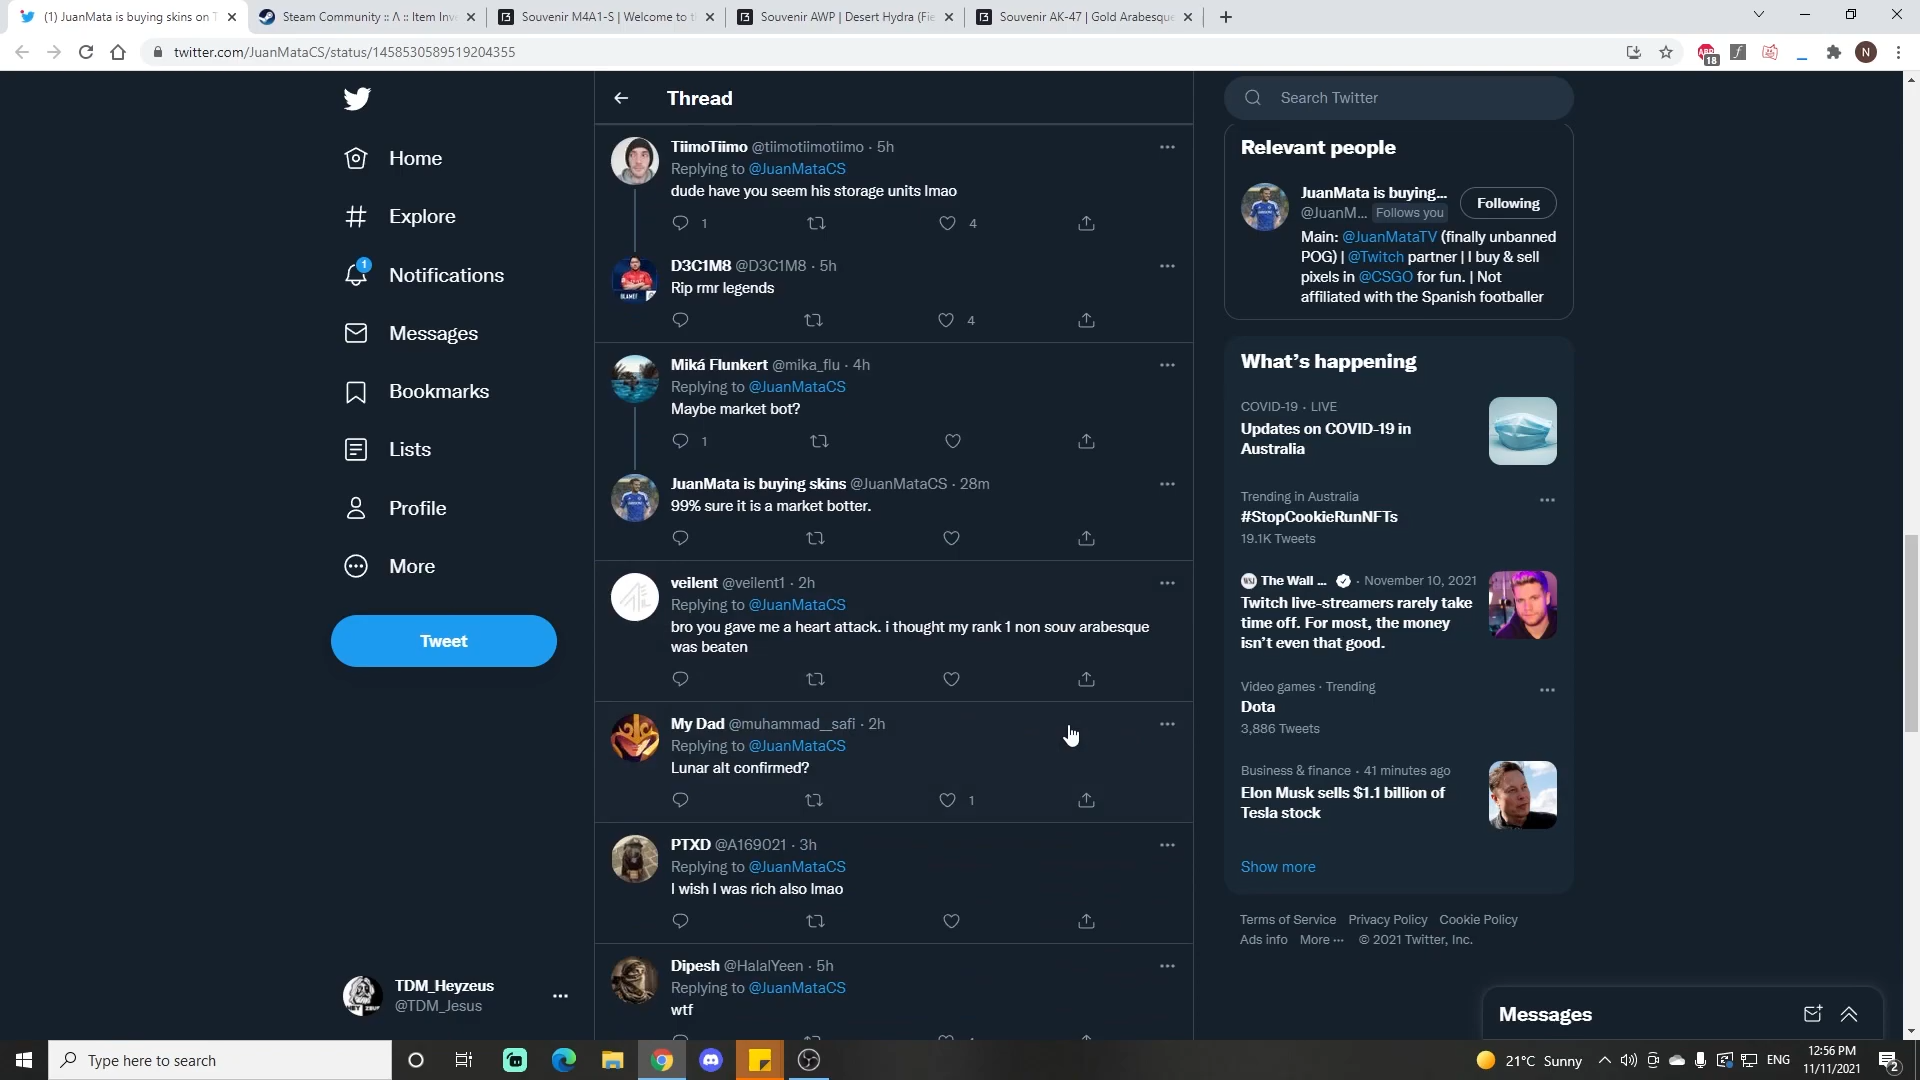 (1) JuanMata is buying skins on T
Steam Community :: Λ :: Item Inve
Souvenir M4A1-S | Welcome to t
Souvenir AWP | Desert Hydra (Fie
Souvenir AK-47 | Gold Arabesque
twitter.com/JuanMataCS/status/1458530589519204355
18
N
Home
Explore
1
Notifications
Messages
Bookmarks
Lists
Profile
More
Tweet
TDM_Heyzeus
@TDM_Jesus
Thread
TiimoTiimo @tiimotiimotiimo · 5h
Replying to @JuanMataCS
dude have you seem his storage units lmao
1
4
D3C1M8 @D3C1M8 · 5h
Rip rmr legends
4
Miká Flunkert @mika_flu · 4h
Replying to @JuanMataCS
Maybe market bot?
1
JuanMata is buying skins @JuanMataCS · 28m
99% sure it is a market botter.
veilent @veilent1 · 2h
Replying to @JuanMataCS
bro you gave me a heart attack. i thought my rank 1 non souv arabesque
was beaten
My Dad @muhammad__safi · 2h
Replying to @JuanMataCS
Lunar alt confirmed?
1
PTXD @A169021 · 3h
Replying to @JuanMataCS
I wish I was rich also lmao
Dipesh @HalalYeen · 5h
Replying to @JuanMataCS
wtf
Search Twitter
Relevant people
JuanMata is buying...
@JuanM... Follows you
Following
Main: @JuanMataTV (finally unbanned
POG) | @Twitch partner | I buy & sell
pixels in @CSGO for fun. | Not
affiliated with the Spanish footballer
What's happening
COVID-19 · LIVE
Updates on COVID-19 in
Australia
Trending in Australia
#StopCookieRunNFTs
19.1K Tweets
The Wall ... · November 10, 2021
Twitch live-streamers rarely take
time off. For most, the money
isn't even that good.
Video games · Trending
Dota
3,886 Tweets
Business & finance · 41 minutes ago
Elon Musk sells $1.1 billion of
Tesla stock
Show more
Terms of Service Privacy Policy Cookie Policy
Ads info More ··· © 2021 Twitter, Inc.
Messages
Type here to search
21°C Sunny
ENG
12:56 PM
11/11/2021
2